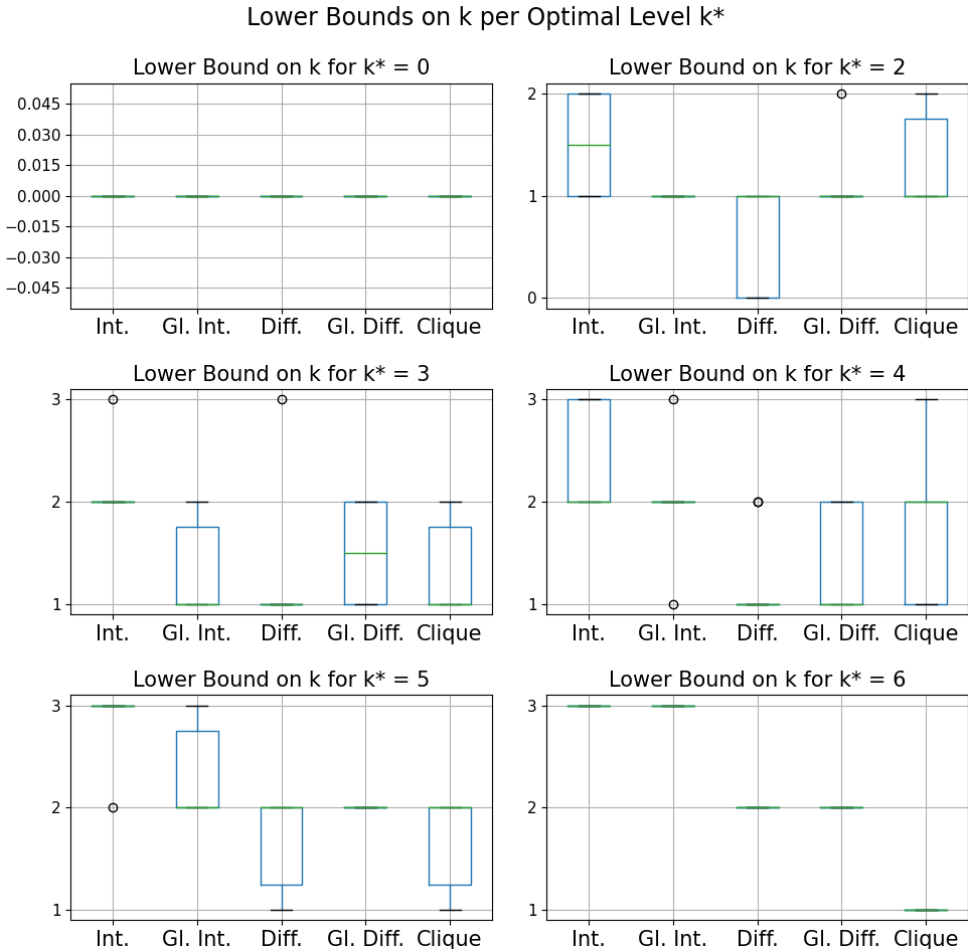 Lower Bounds on k per Optimal Level k*
Lower Bound on k for k* = 0
0.045
0.030
0.015
0.000
−0.015
−0.030
−0.045
Int. Gl. Int. Diff. Gl. Diff. Clique
Lower Bound on k for k* = 2
2
1
0
Int. Gl. Int. Diff. Gl. Diff. Clique
Lower Bound on k for k* = 3
3
2
1
Int. Gl. Int. Diff. Gl. Diff. Clique
Lower Bound on k for k* = 4
3
2
1
Int. Gl. Int. Diff. Gl. Diff. Clique
Lower Bound on k for k* = 5
3
2
1
Int. Gl. Int. Diff. Gl. Diff. Clique
Lower Bound on k for k* = 6
3
2
1
Int. Gl. Int. Diff. Gl. Diff. Clique